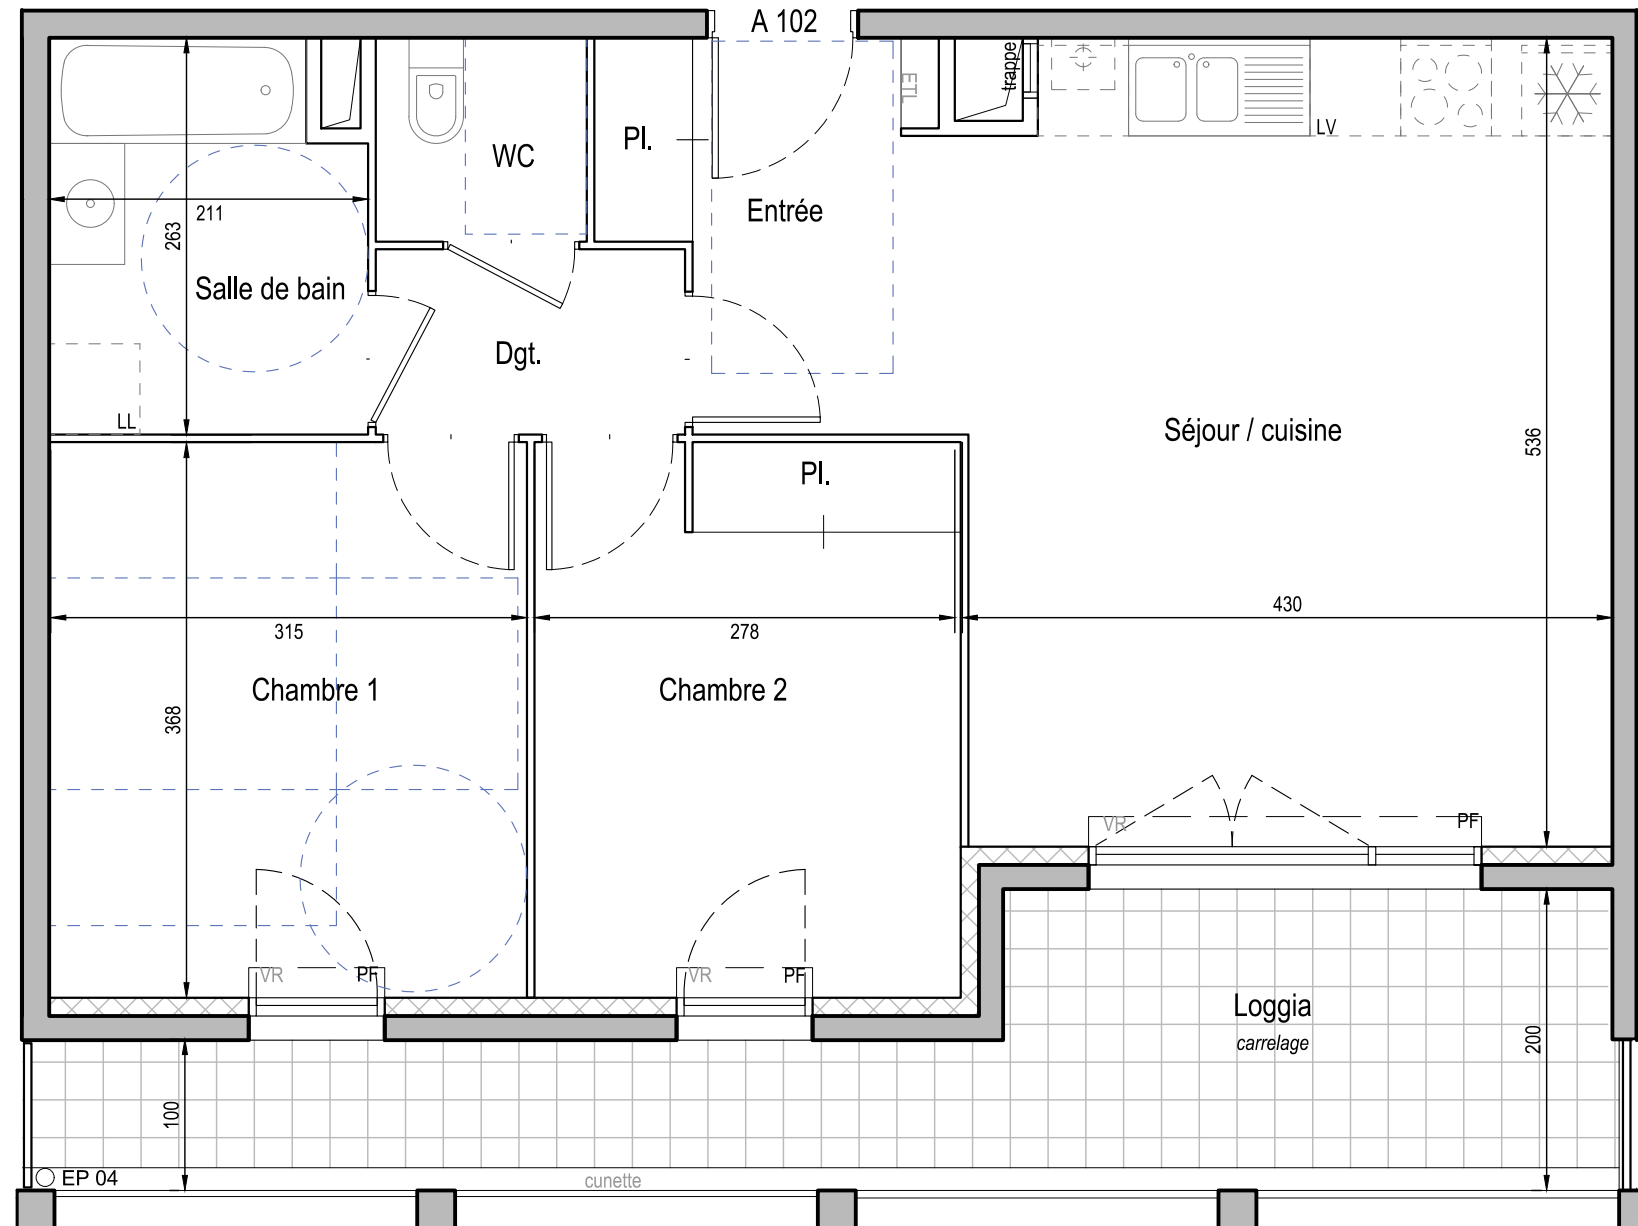 A 102
trappe
ETL
LV
WC
Pl.
Entrée
211
263
Salle de bain
Dgt.
LL
Séjour / cuisine
536
Pl.
315
278
430
Chambre 1
Chambre 2
368
VR
PF
VR
PF
VR
PF
Loggia
carrelage
200
100
EP 04
cunette